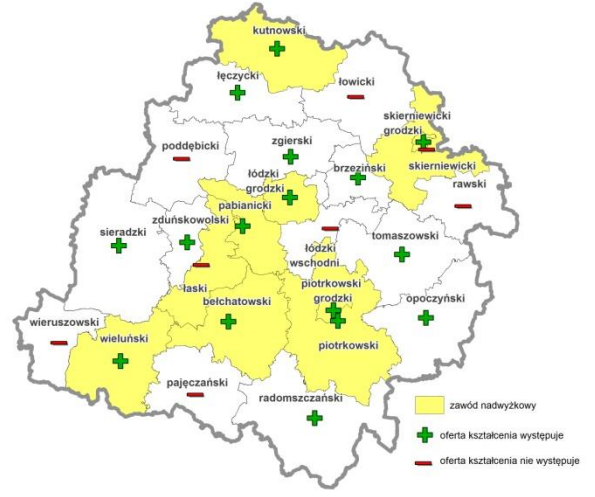 kutnowski
łęczycki
łowicki
skierniewicki
grodzki
poddębicki
zgierski
brzeziński
skierniewicki
rawski
łódzki
grodzki
pabianicki
zduńskowolski
sieradzki
łódzki
wschodni
tomaszowski
łaski
bełchatowski
piotrkowski
grodzki
opoczyński
wieruszowski
wieluński
piotrkowski
pajęczański
radomszczański
zawód nadwyżkowy
oferta kształcenia występuje
oferta kształcenia nie występuje